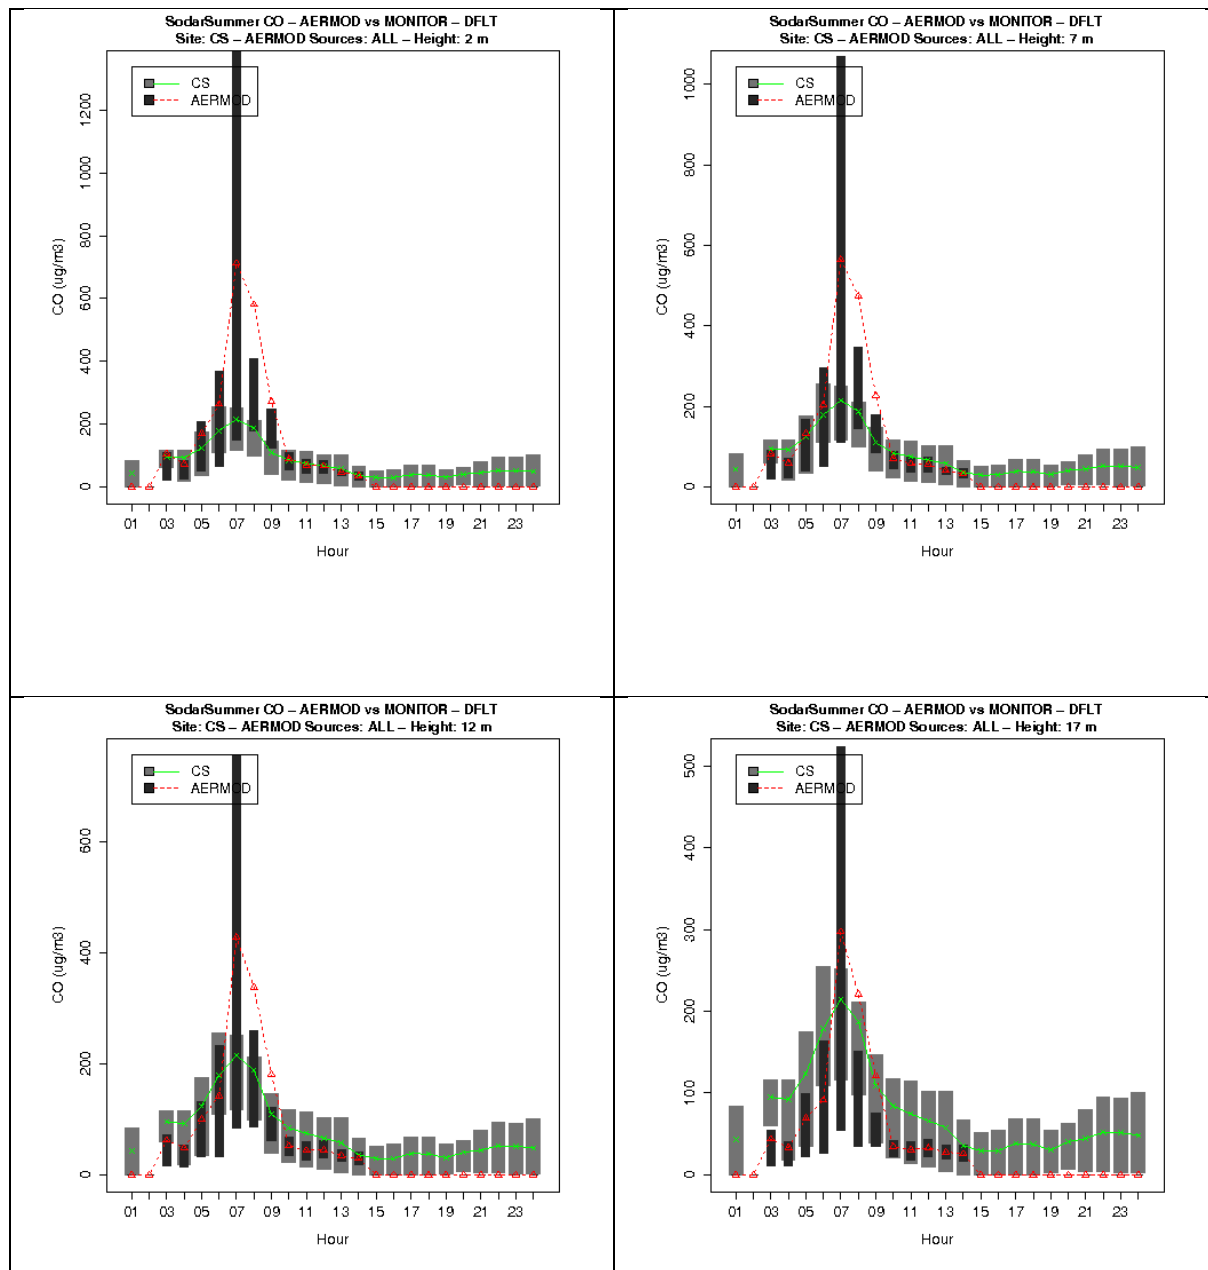 SodarSummer CO – AERMOD vs MONITOR – DFLT
Site: CS – AERMOD Sources: ALL – Height: 2 m
CS
AERMOD
CO (ug/m3)
0 200 400 600 800 1000 1200
01 03 05 07 09 11 13 15 17 19 21 23
Hour
SodarSummer CO – AERMOD vs MONITOR – DFLT
Site: CS – AERMOD Sources: ALL – Height: 7 m
CS
AERMOD
CO (ug/m3)
0 200 400 600 800 1000
01 03 05 07 09 11 13 15 17 19 21 23
Hour
SodarSummer CO – AERMOD vs MONITOR – DFLT
Site: CS – AERMOD Sources: ALL – Height: 12 m
CS
AERMOD
CO (ug/m3)
0 200 400 600
01 03 05 07 09 11 13 15 17 19 21 23
Hour
SodarSummer CO – AERMOD vs MONITOR – DFLT
Site: CS – AERMOD Sources: ALL – Height: 17 m
CS
AERMOD
CO (ug/m3)
0 100 200 300 400 500
01 03 05 07 09 11 13 15 17 19 21 23
Hour